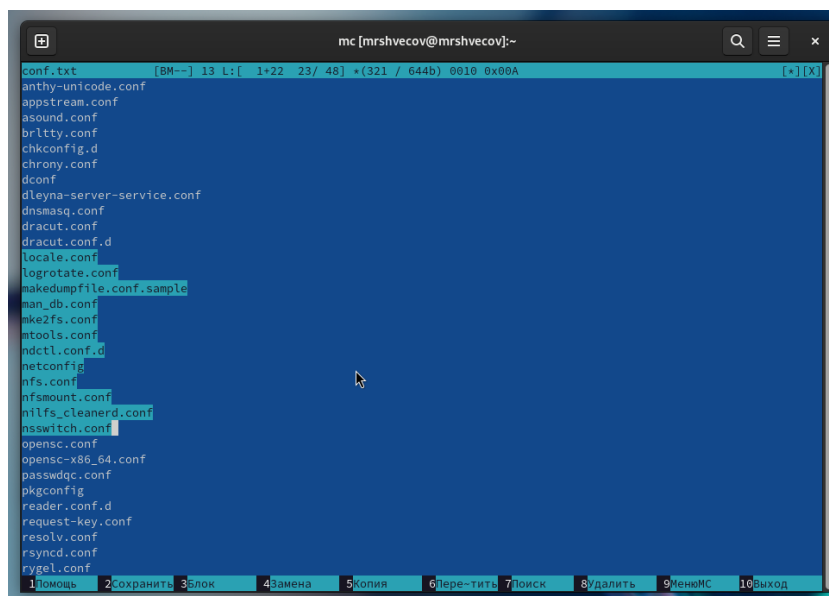 mc [mrshvecov@mrshvecov]:~
conf.txt [BM--] 13 L:[ 1+22 23/ 48] *(321 / 644b) 0010 0x00A [*][X]
anthy-unicode.conf
appstream.conf
asound.conf
brltty.conf
chkconfig.d
chrony.conf
dconf
dleyna-server-service.conf
dnsmasq.conf
dracut.conf
dracut.conf.d
locale.conf
logrotate.conf
makedumpfile.conf.sample
man_db.conf
mke2fs.conf
mtools.conf
ndctl.conf.d
netconfig
nfs.conf
nfsmount.conf
nilfs_cleanerd.conf
nsswitch.conf
opensc.conf
opensc-x86_64.conf
passwdqc.conf
pkgconfig
reader.conf.d
request-key.conf
resolv.conf
rsyncd.conf
rygel.conf
1Помощь 2Сохранить 3Блок 4Замена 5Копия 6Пере~тить 7Поиск 8Удалить 9МенюMC 10Выход